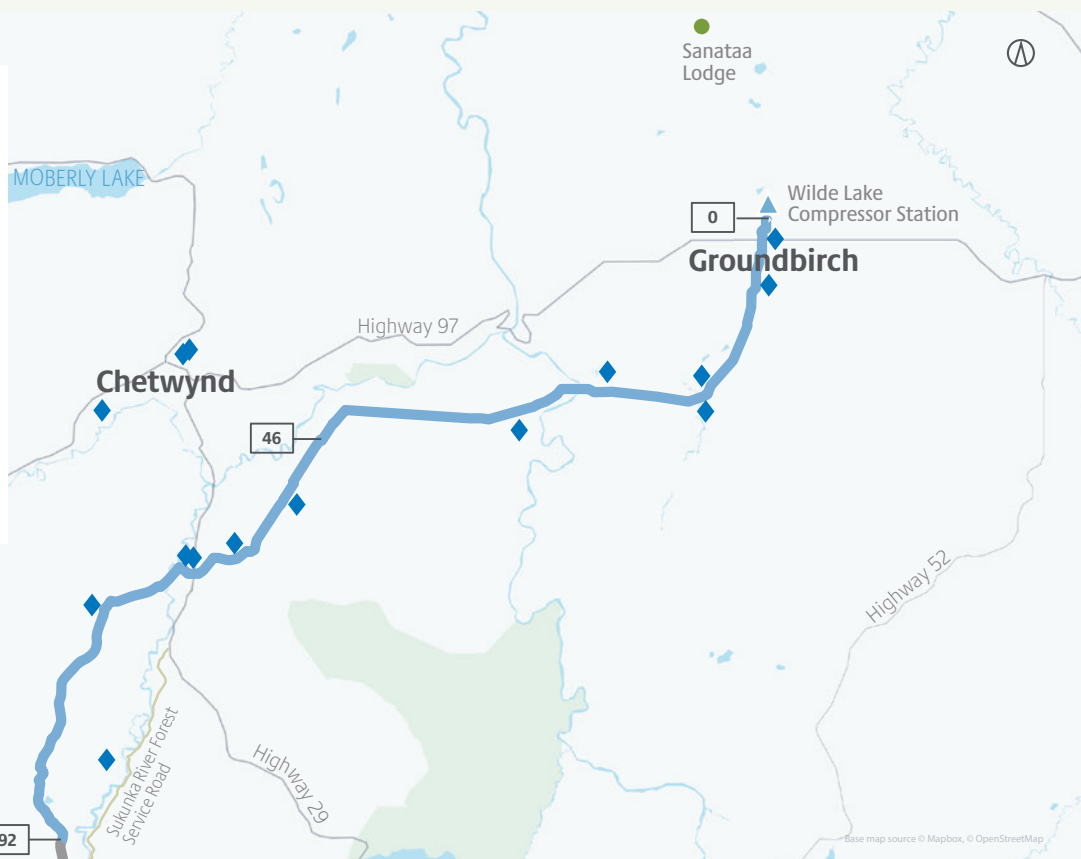 Sanataa
Lodge
MOBERLY LAKE
Wilde Lake
Compressor Station
0
Groundbirch
Highway 97
Chetwynd
46
Highway 52
Sukunka River Forest
Service Road
Highway 29
92
Base map source © Mapbox, © OpenStreetMap